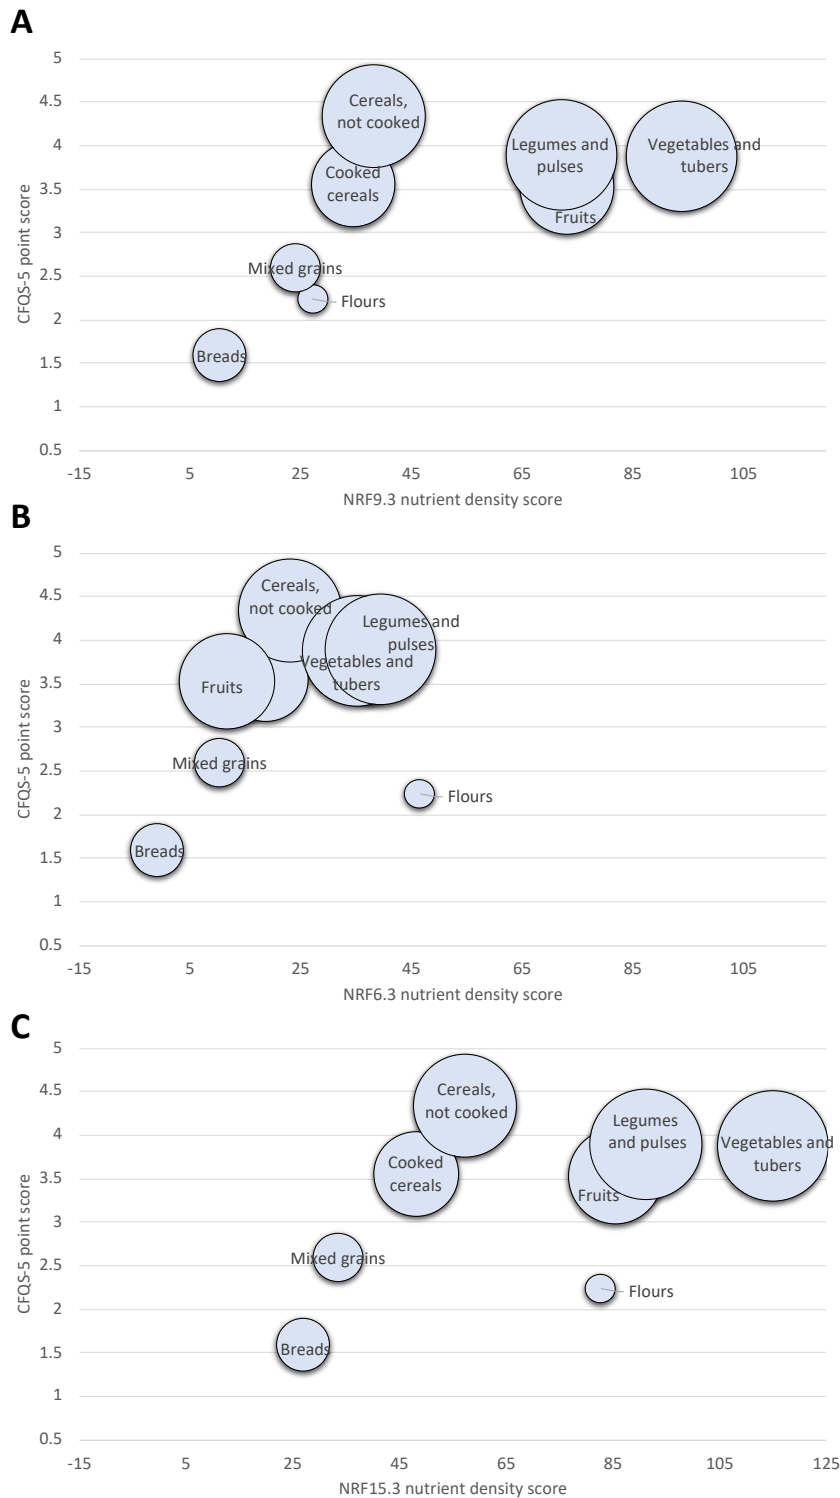 A
5
4.5
4
3.5
3
2.5
2
1.5
1
0.5
CFQS-5 point score
Cereals,
not cooked
Cooked
cereals
Legumes and
pulses
Fruits
Vegetables and
tubers
Mixed grains
Flours
Breads
-15 5 25 45 65 85 105
NRF9.3 nutrient density score
B
5
4.5
4
3.5
3
2.5
2
1.5
1
0.5
CFQS-5 point score
Cereals,
not cooked
Legumes and
pulses
Vegetables and
tubers
Fruits
Mixed grains
Flours
Breads
-15 5 25 45 65 85 105
NRF6.3 nutrient density score
C
5
4.5
4
3.5
3
2.5
2
1.5
1
0.5
CFQS-5 point score
Cereals,
not cooked
Legumes
and pulses
Vegetables and
tubers
Cooked
cereals
Fruits
Mixed grains
Flours
Breads
-15 5 25 45 65 85 105 125
NRF15.3 nutrient density score